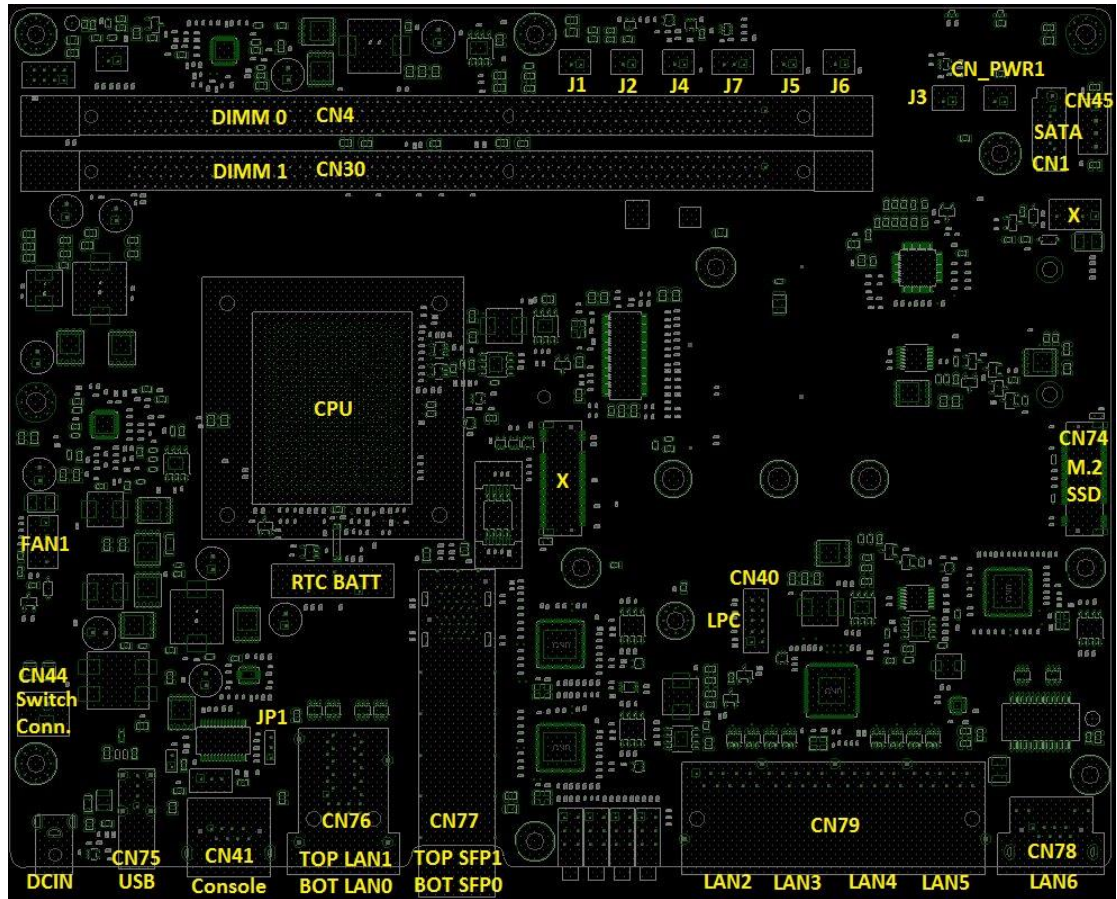 CN_PWR1
J1 J2 J4 J7 J5 J6
J3
CN45
DIMM 0 CN4
SATA
CN1
DIMM 1 CN30
X
CPU
CN74
M.2
SSD
X
FAN1
RTC BATT
CN40
LPC
CN44
Switch
Conn.
JP1
CN75
USB
DCIN
CN41
Console
CN76
TOP LAN1
BOT LAN0
CN77
TOP SFP1
BOT SFP0
CN79
LAN2 LAN3 LAN4 LAN5
CN78
LAN6